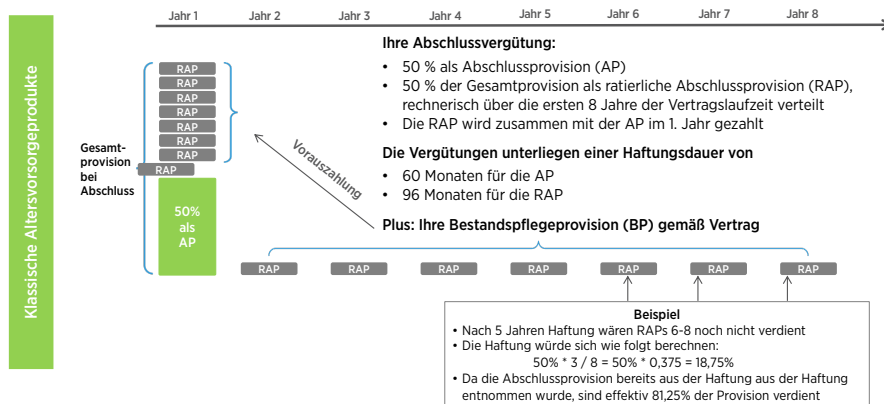 Jahr 1 Jahr 2 Jahr 3 Jahr 4 Jahr 5 Jahr 6 Jahr 7 Jahr 8
Klassische Altersvorsorgeprodukte
Gesamt-
provision
bei
Abschluss
RAP
RAP
RAP
RAP
RAP
RAP
RAP
RAP
50%
als
AP
Vorauszahlung
Ihre Abschlussvergütung:
• 50 % als Abschlussprovision (AP)
• 50 % der Gesamtprovision als ratierliche Abschlussprovision (RAP),
rechnerisch über die ersten 8 Jahre der Vertragslaufzeit verteilt
• Die RAP wird zusammen mit der AP im 1. Jahr gezahlt
Die Vergütungen unterliegen einer Haftungsdauer von
• 60 Monaten für die AP
• 96 Monaten für die RAP
Plus: Ihre Bestandspflegeprovision (BP) gemäß Vertrag
RAP RAP RAP RAP RAP RAP RAP
Beispiel
• Nach 5 Jahren Haftung wären RAPs 6-8 noch nicht verdient
• Die Haftung würde sich wie folgt berechnen:
50% * 3 / 8 = 50% * 0,375 = 18,75%
• Da die Abschlussprovision bereits aus der Haftung aus der Haftung
entnommen wurde, sind effektiv 81,25% der Provision verdient